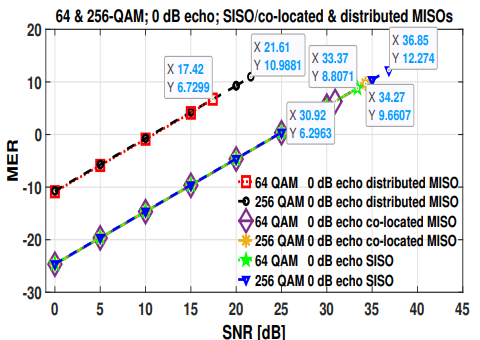 64 & 256-QAM; 0 dB echo; SISO/co-located & distributed MISOs
X 36.85
Y 12.274
X 21.61
Y 10.9881
X 33.37
Y 8.8071
X 17.42
Y 6.7299
X 34.27
Y 9.6607
X 30.92
Y 6.2963
20
10
0
-10
-20
-30
MER
64 QAM 0 dB echo distributed MISO
256 QAM 0 dB echo distributed MISO
64 QAM 0 dB echo co-located MISO
256 QAM 0 dB echo co-located MISO
64 QAM 0 dB echo SISO
256 QAM 0 dB echo SISO
0 5 10 15 20 25 30 35 40 45
SNR [dB]